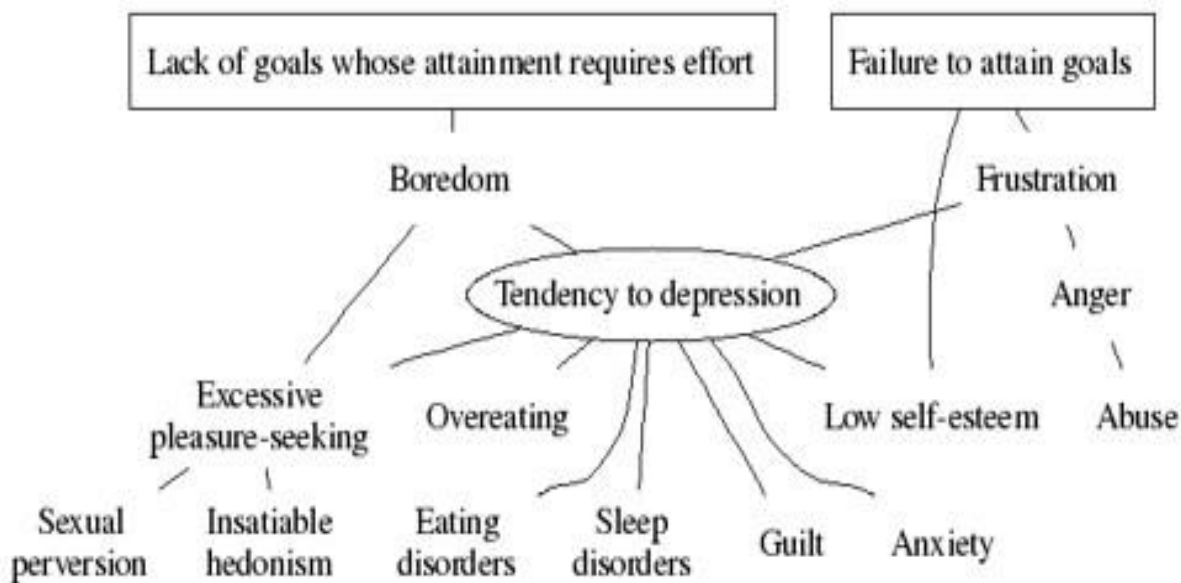 Lack of goals whose attainment requires effort
Failure to attain goals
Boredom
Frustration
Tendency to depression
Anger
Excessive
pleasure-seeking
Overeating
Low self-esteem
Abuse
Sexual
perversion
Insatiable
hedonism
Eating
disorders
Sleep
disorders
Guilt
Anxiety